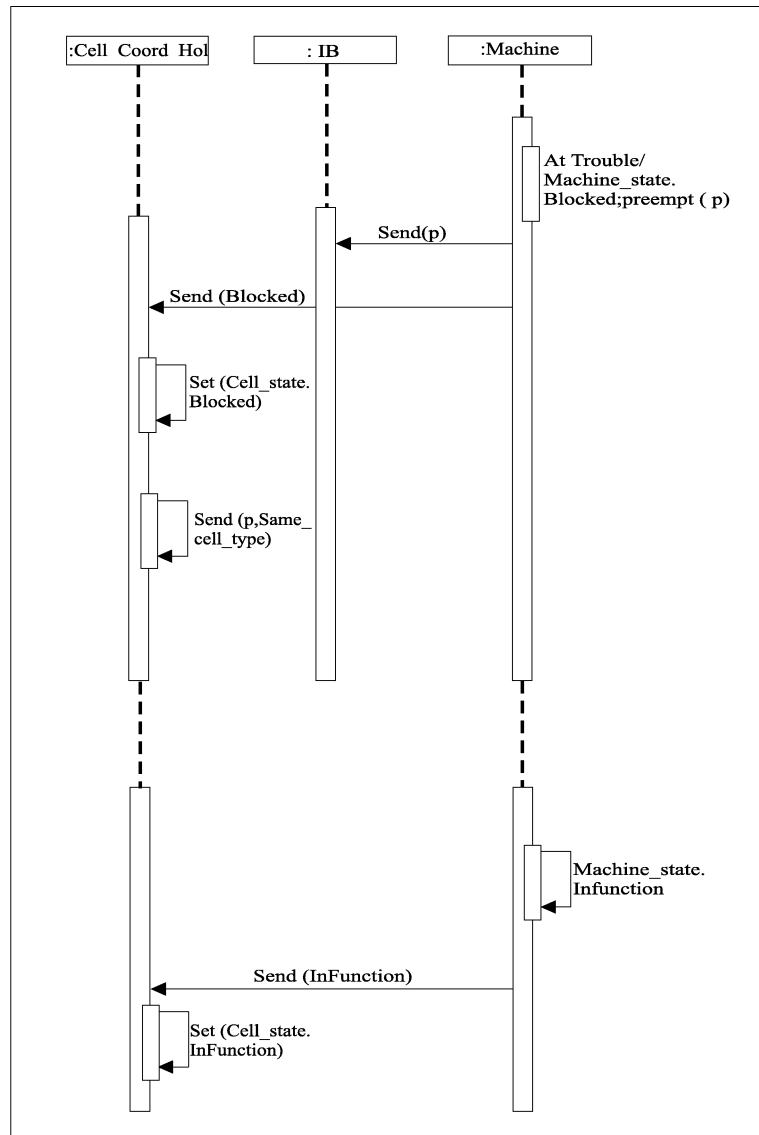 :Cell Coord Hol
: IB
:Machine
At Trouble/
Machine_state.
Blocked;preempt ( p)
Send(p)
Send (Blocked)
Set (Cell_state.
Blocked)
Send (p,Same_
cell_type)
Machine_state.
Infunction
Send (InFunction)
Set (Cell_state.
InFunction)